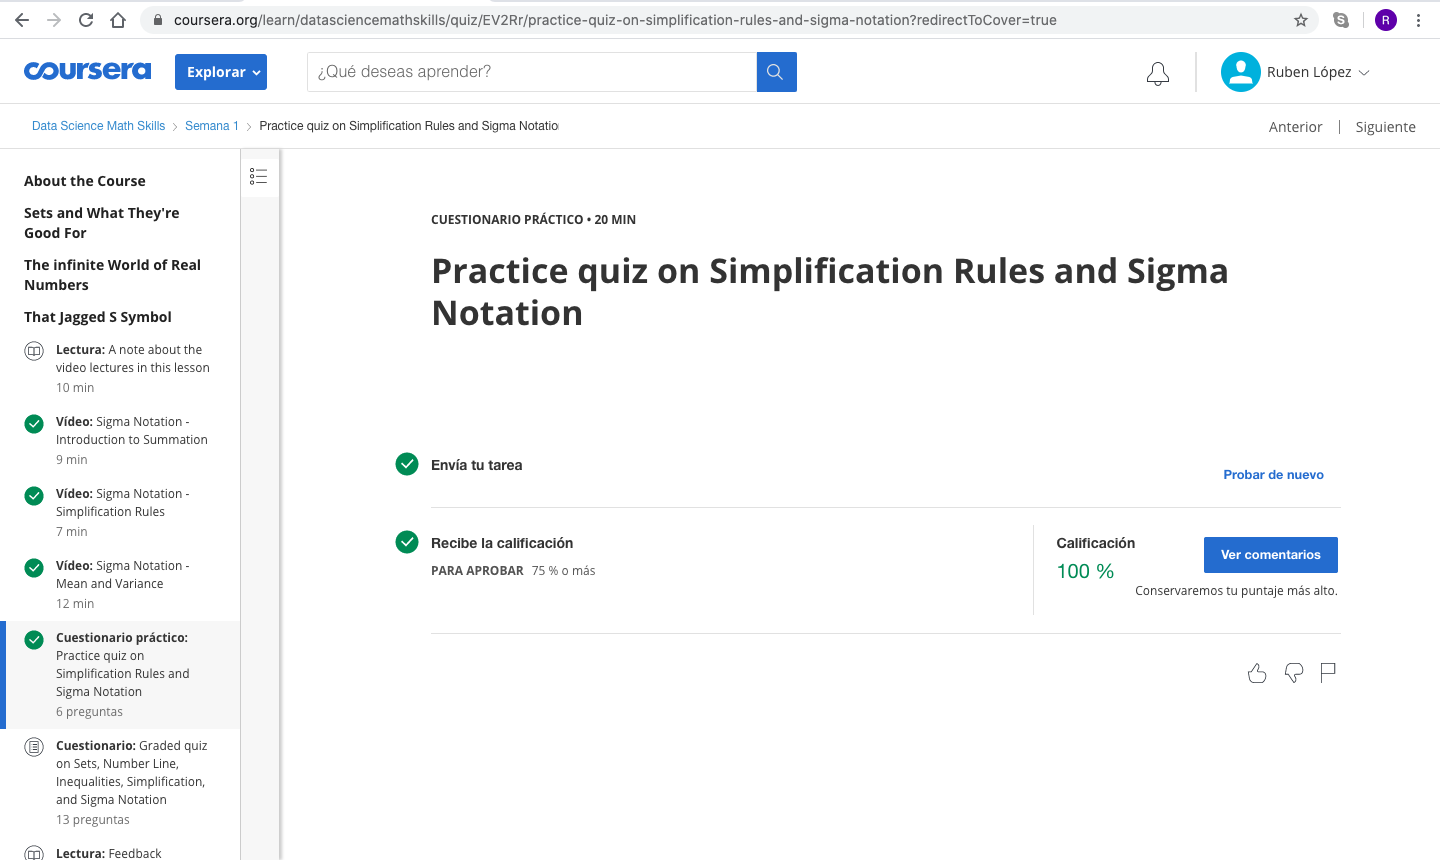 coursera.org/learn/datasciencemathskills/quiz/EV2Rr/practice-quiz-on-simplification-rules-and-sigma-notation?redirectToCover=true
R
coursera
Explorar
¿Qué deseas aprender?
Ruben López
Data Science Math Skills
Semana 1
Practice quiz on Simplification Rules and Sigma Notatio
Anterior
Siguiente
About the Course
Sets and What They're
Good For
The infinite World of Real
Numbers
That Jagged S Symbol
Lectura: A note about the
video lectures in this lesson
10 min
Vídeo: Sigma Notation -
Introduction to Summation
9 min
Vídeo: Sigma Notation -
Simplification Rules
7 min
Vídeo: Sigma Notation -
Mean and Variance
12 min
Cuestionario práctico:
Practice quiz on
Simplification Rules and
Sigma Notation
6 preguntas
Cuestionario: Graded quiz
on Sets, Number Line,
Inequalities, Simplification,
and Sigma Notation
13 preguntas
Lectura: Feedback
CUESTIONARIO PRÁCTICO • 20 MIN
Practice quiz on Simplification Rules and Sigma
Notation
Envía tu tarea
Probar de nuevo
Recibe la calificación
PARA APROBAR 75 % o más
Calificación
100 %
Ver comentarios
Conservaremos tu puntaje más alto.